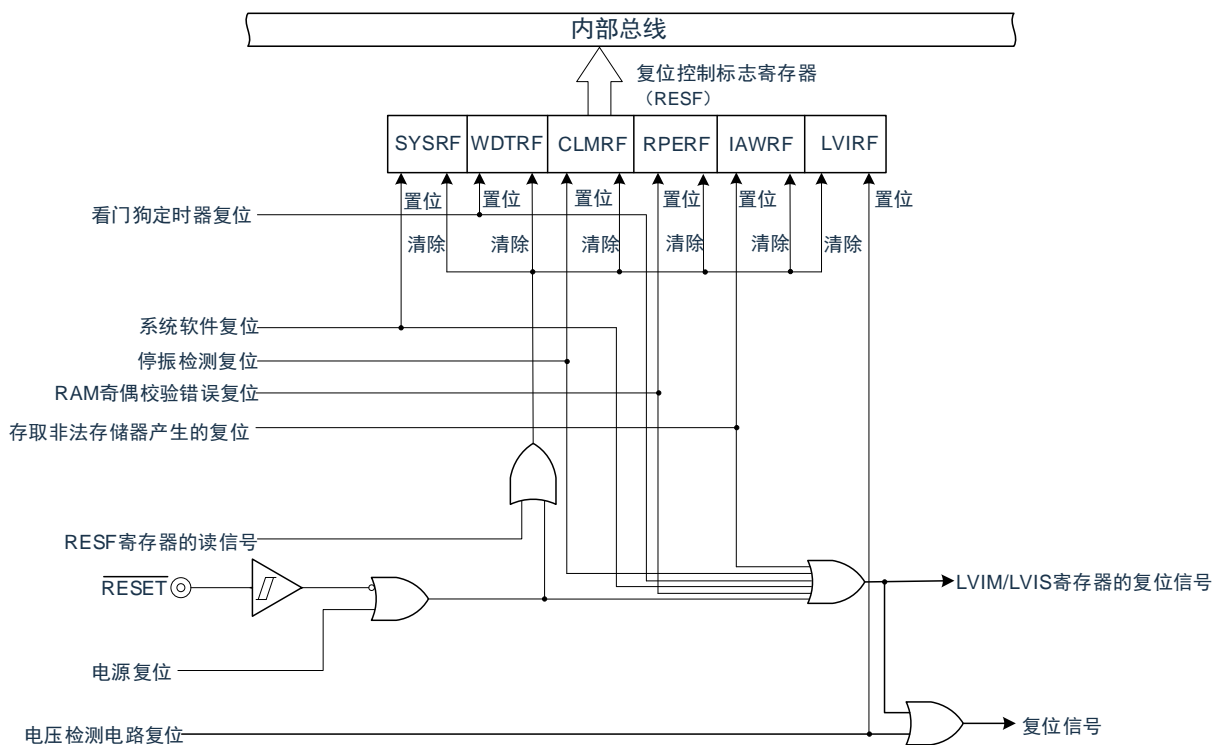 内部总线
复位控制标志寄存器
（RESF）
SYSRF WDTRF CLMRF RPERF IAWRF LVIRF
置位 置位 置位 置位 置位 置位
看门狗定时器复位
清除 清除 清除 清除 清除 清除
系统软件复位
停振检测复位
RAM奇偶校验错误复位
存取非法存储器产生的复位
RESF寄存器的读信号
RESET
LVIM/LVIS寄存器的复位信号
电源复位
电压检测电路复位
复位信号